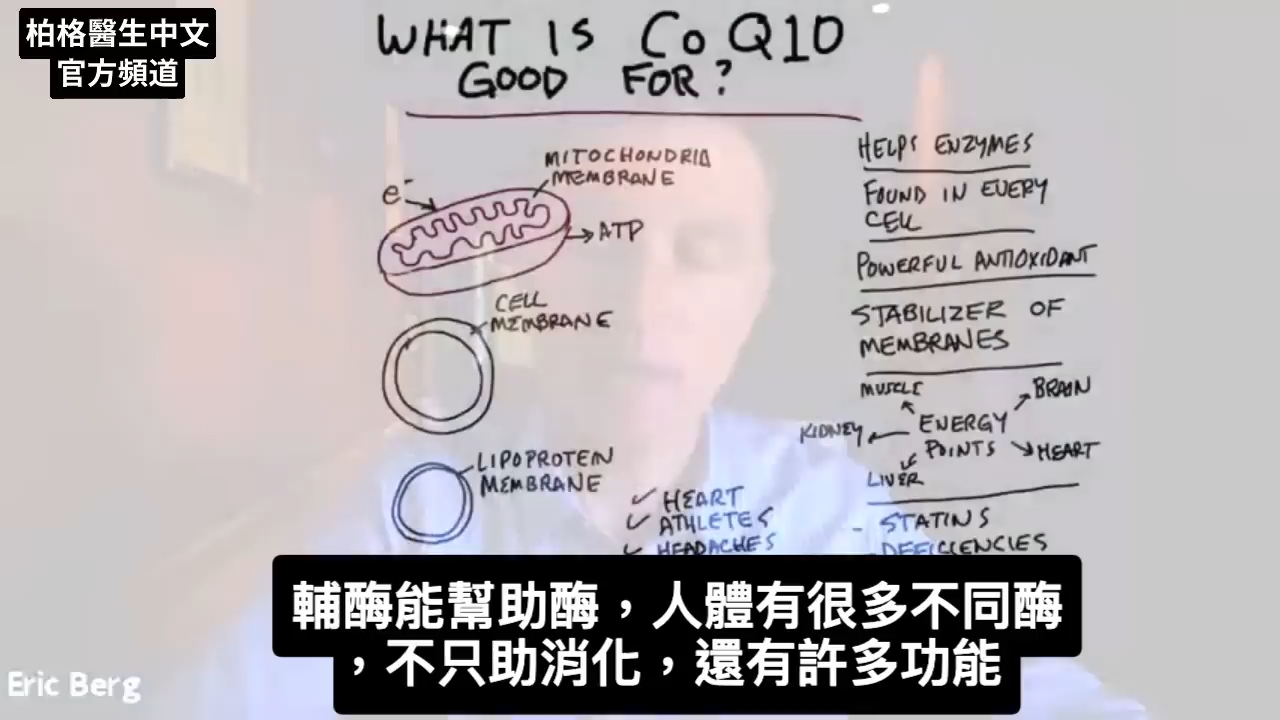 柏格醫生中文
官方頻道
WHAT IS CoQ10
GOOD FOR?
MITOCHONDRIA
MEMBRANE
e-
ATP
CELL
MEMBRANE
LIPOPROTEIN
MEMBRANE
✓ HEART
✓ ATHLETES
✓ HEADACHES
HELPS ENZYMES
FOUND IN EVERY
CELL
POWERFUL ANTIOXIDANT
STABILIZER OF
MEMBRANES
MUSCLE
BRAIN
KIDNEY
ENERGY
POINTS
HEART
LIVER
- STATINS
- DEFICIENCIES
輔酶能幫助酶，人體有很多不同酶
，不只助消化，還有許多功能
Eric Berg